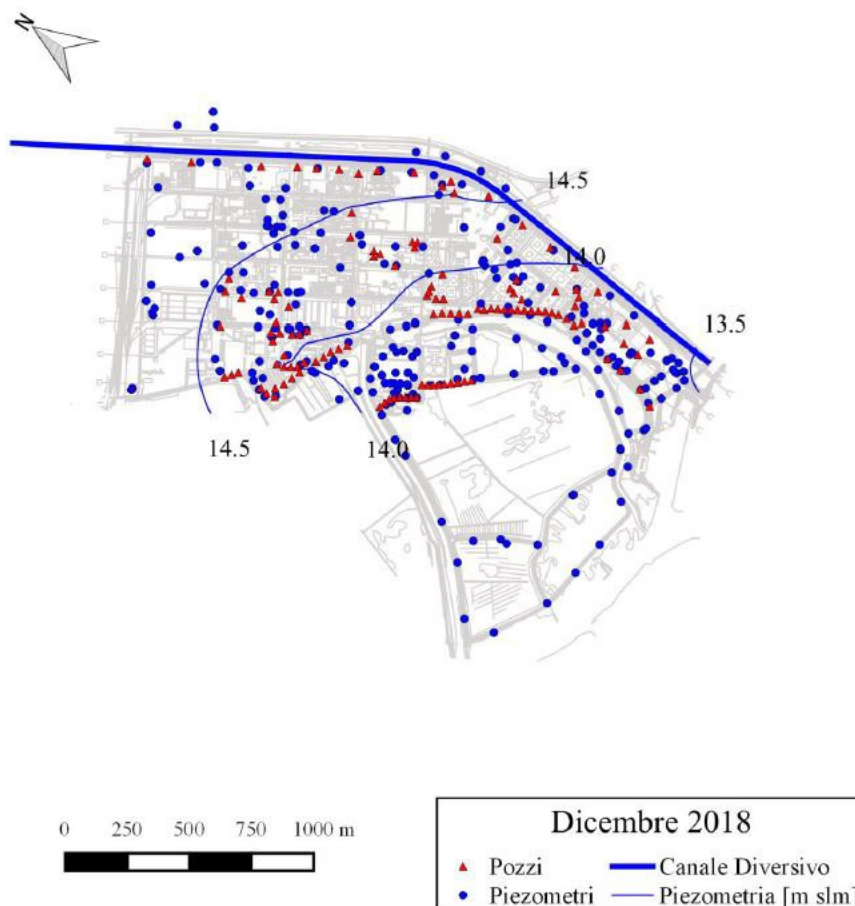 N
14.5
14.0
13.5
14.5
14.0
0 250 500 750 1000 m
Dicembre 2018
Pozzi
Canale Diversivo
Piezometri
Piezometria [m slm]